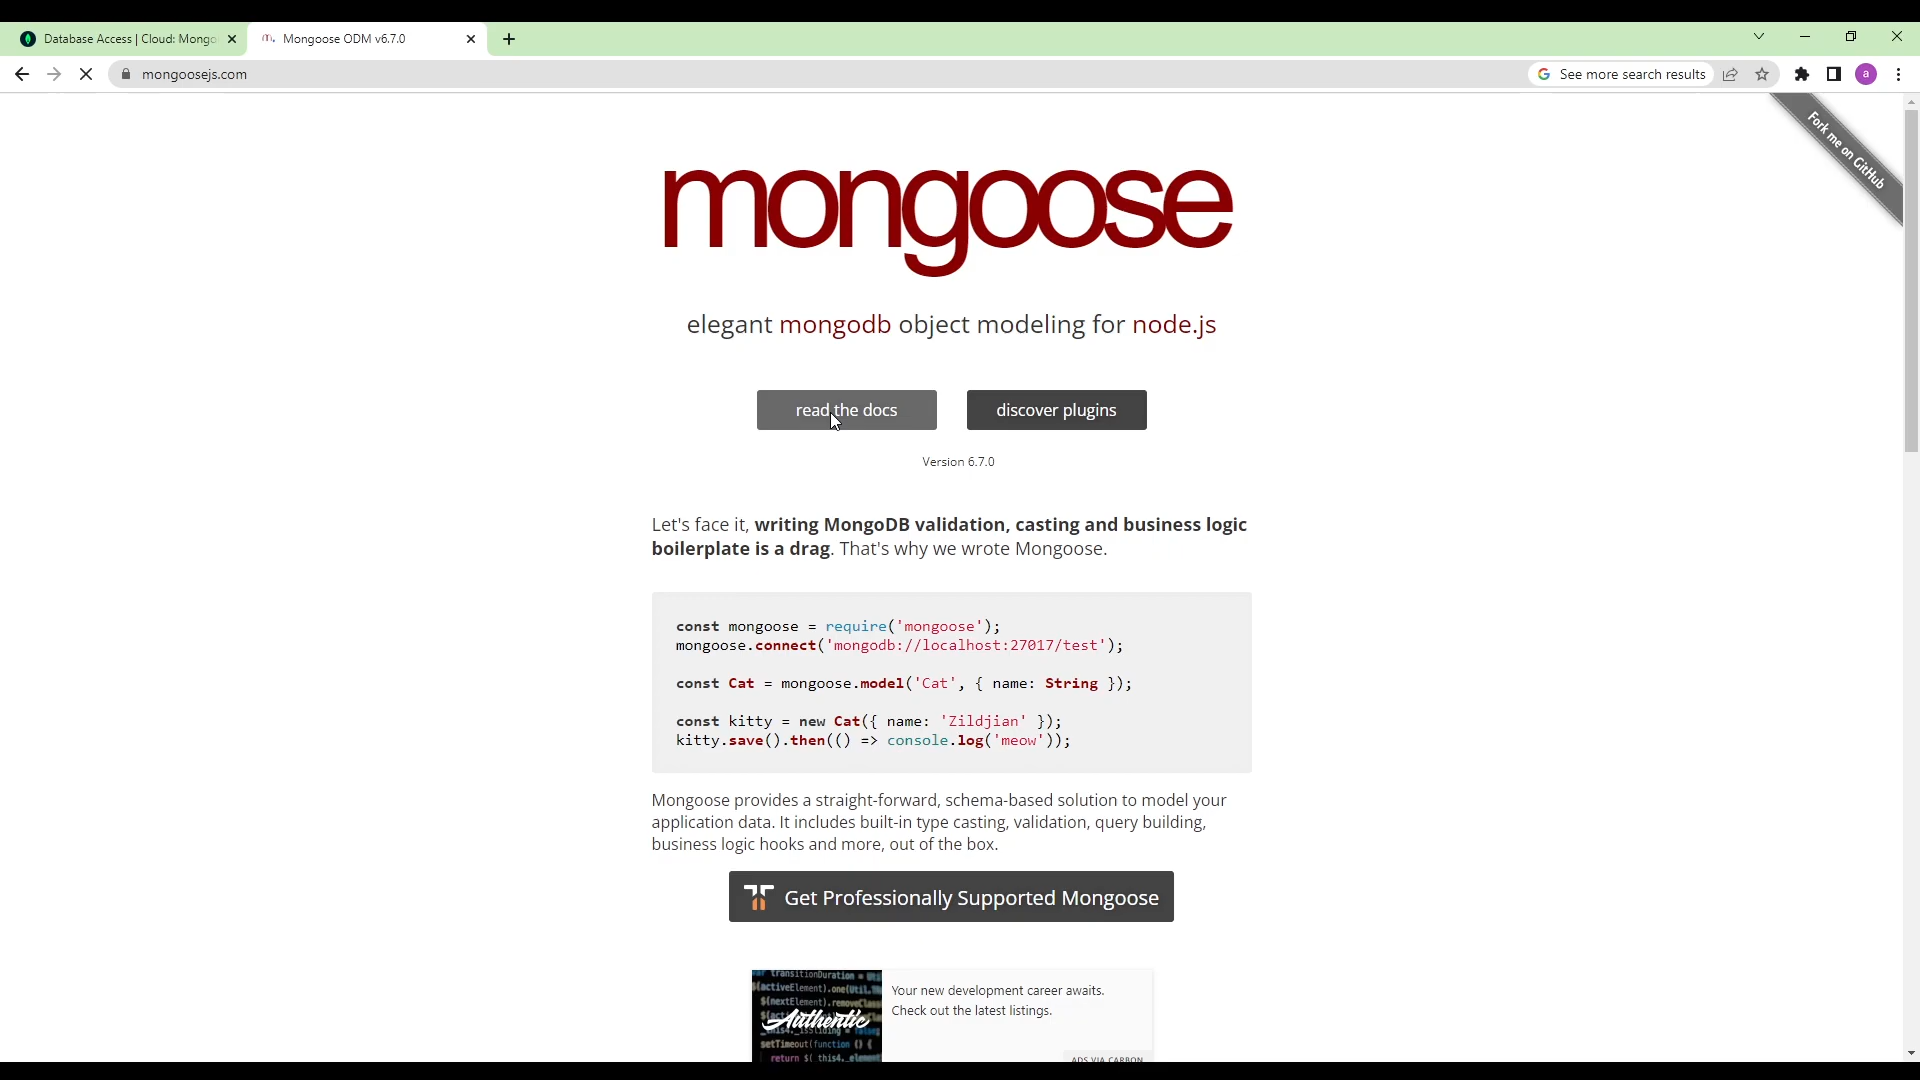 Database Access | Cloud: Mongo
Mongoose ODM v6.7.0
mongoosejs.com
See more search results
a
Fork me on GitHub
mongoose
elegant mongodb object modeling for node.js
read the docs
discover plugins
Version 6.7.0
Let's face it, writing MongoDB validation, casting and business logic
boilerplate is a drag. That's why we wrote Mongoose.
const mongoose = require('mongoose');
mongoose.connect('mongodb://localhost:27017/test');
const Cat = mongoose.model('Cat', { name: String });
const kitty = new Cat({ name: 'Zildjian' });
kitty.save().then(() => console.log('meow'));
Mongoose provides a straight-forward, schema-based solution to model your
application data. It includes built-in type casting, validation, query building,
business logic hooks and more, out of the box.
Get Professionally Supported Mongoose
Authentic
Your new development career awaits.
Check out the latest listings.
ADS VIA CARBON